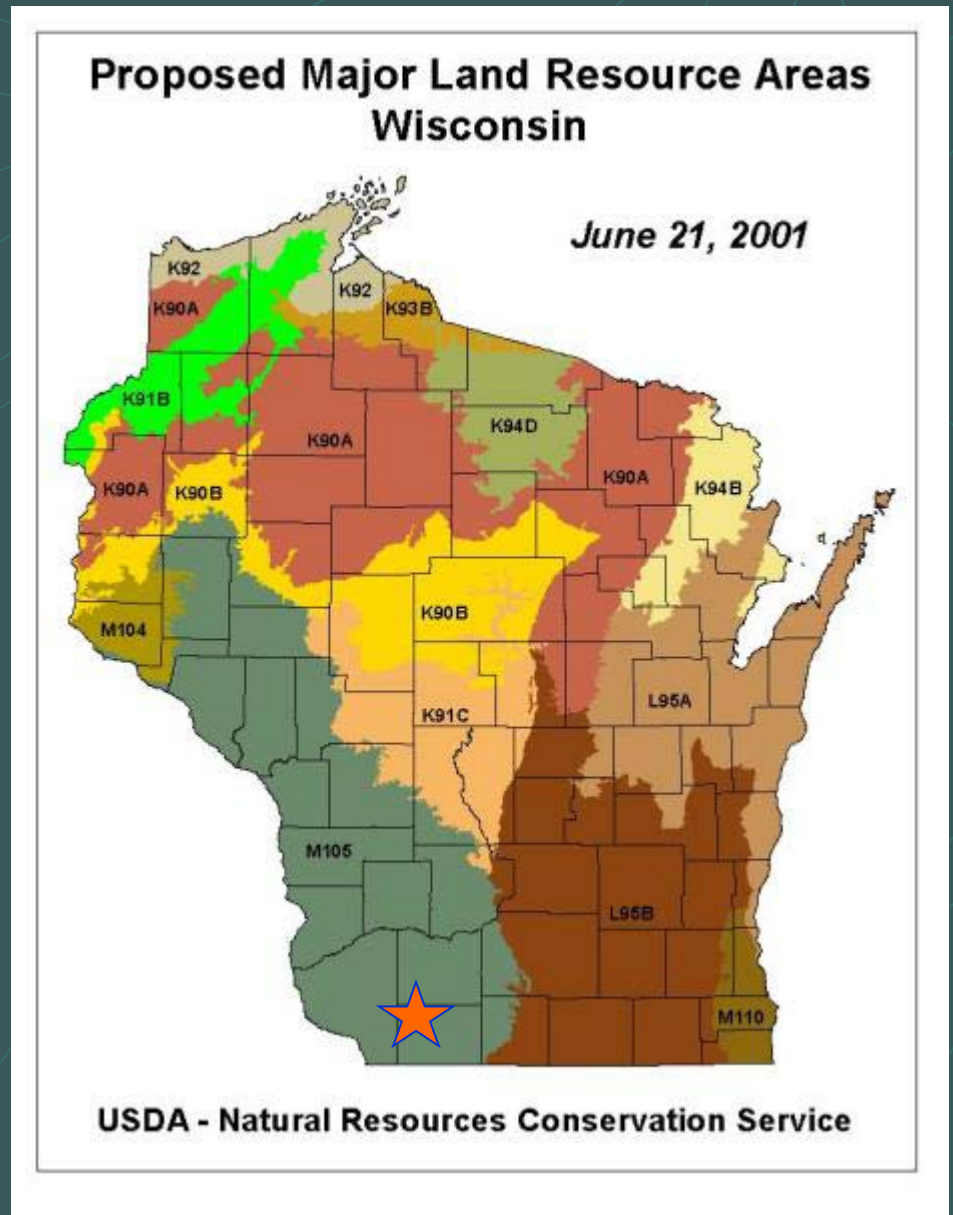 Proposed Major Land Resource Areas
Wisconsin
June 21, 2001
K92
K92
K90A
K93B
K91B
K94D
K90A
K90A
K90A
K90B
K94B
K90B
M104
L95A
K91C
M105
L95B
M110
USDA - Natural Resources Conservation Service